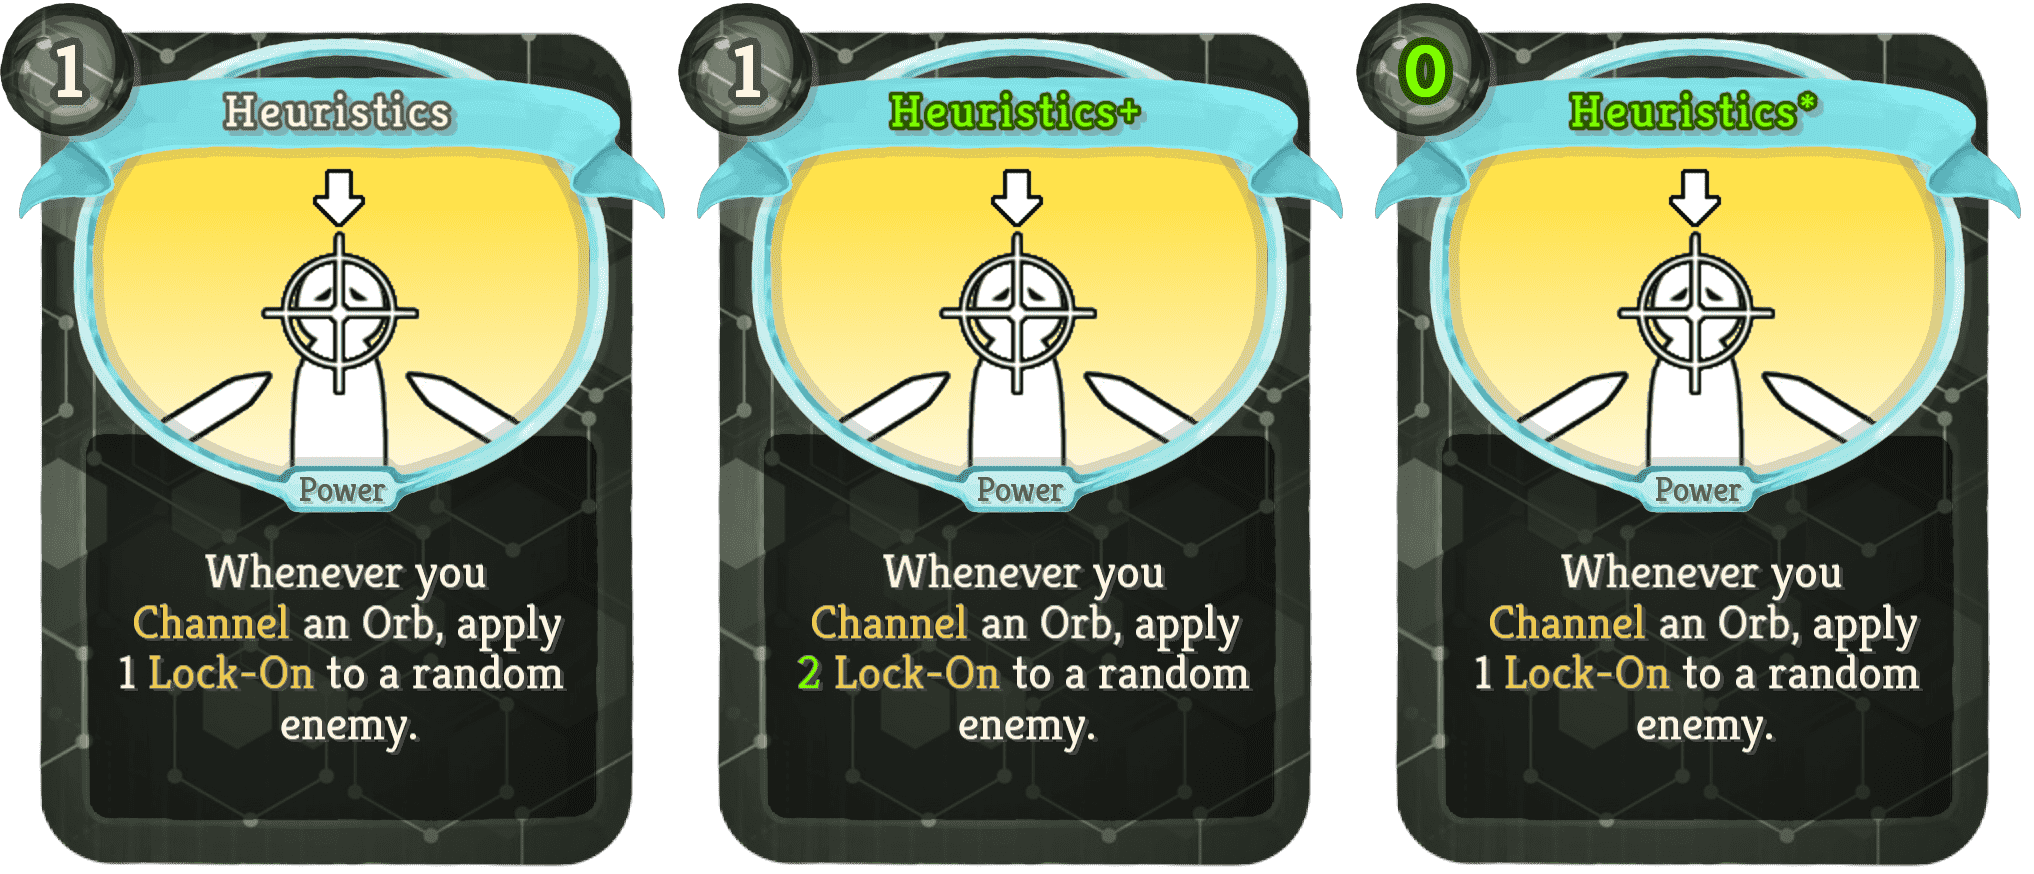 1
Heuristics
Power
Whenever you
Channel an Orb, apply
1 Lock-On to a random
enemy.
1
Heuristics+
Power
Whenever you
Channel an Orb, apply
2 Lock-On to a random
enemy.
0
Heuristics*
Power
Whenever you
Channel an Orb, apply
1 Lock-On to a random
enemy.